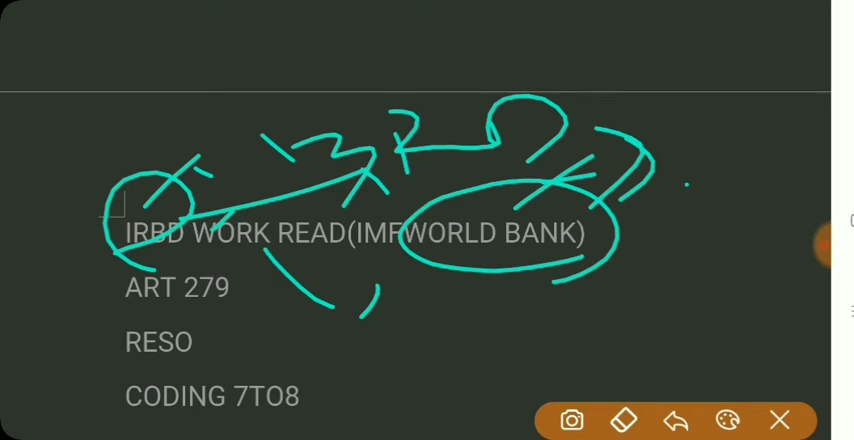 IRBD WORK READ(IMFWORLD BANK)
ART 279
RESO
CODING 7TO8